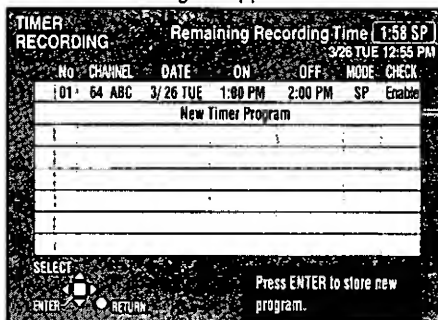 TIMER
RECORDING
Remaining Recording Time 1:58 SP
3/26 TUE 12:55 PM
No CHANNEL DATE ON OFF MODE CHECK
01 64 ABC 3/26 TUE 1:00 PM 2:00 PM SP Enable
New Timer Program
SELECT
ENTER RETURN
Press ENTER to store new
program.